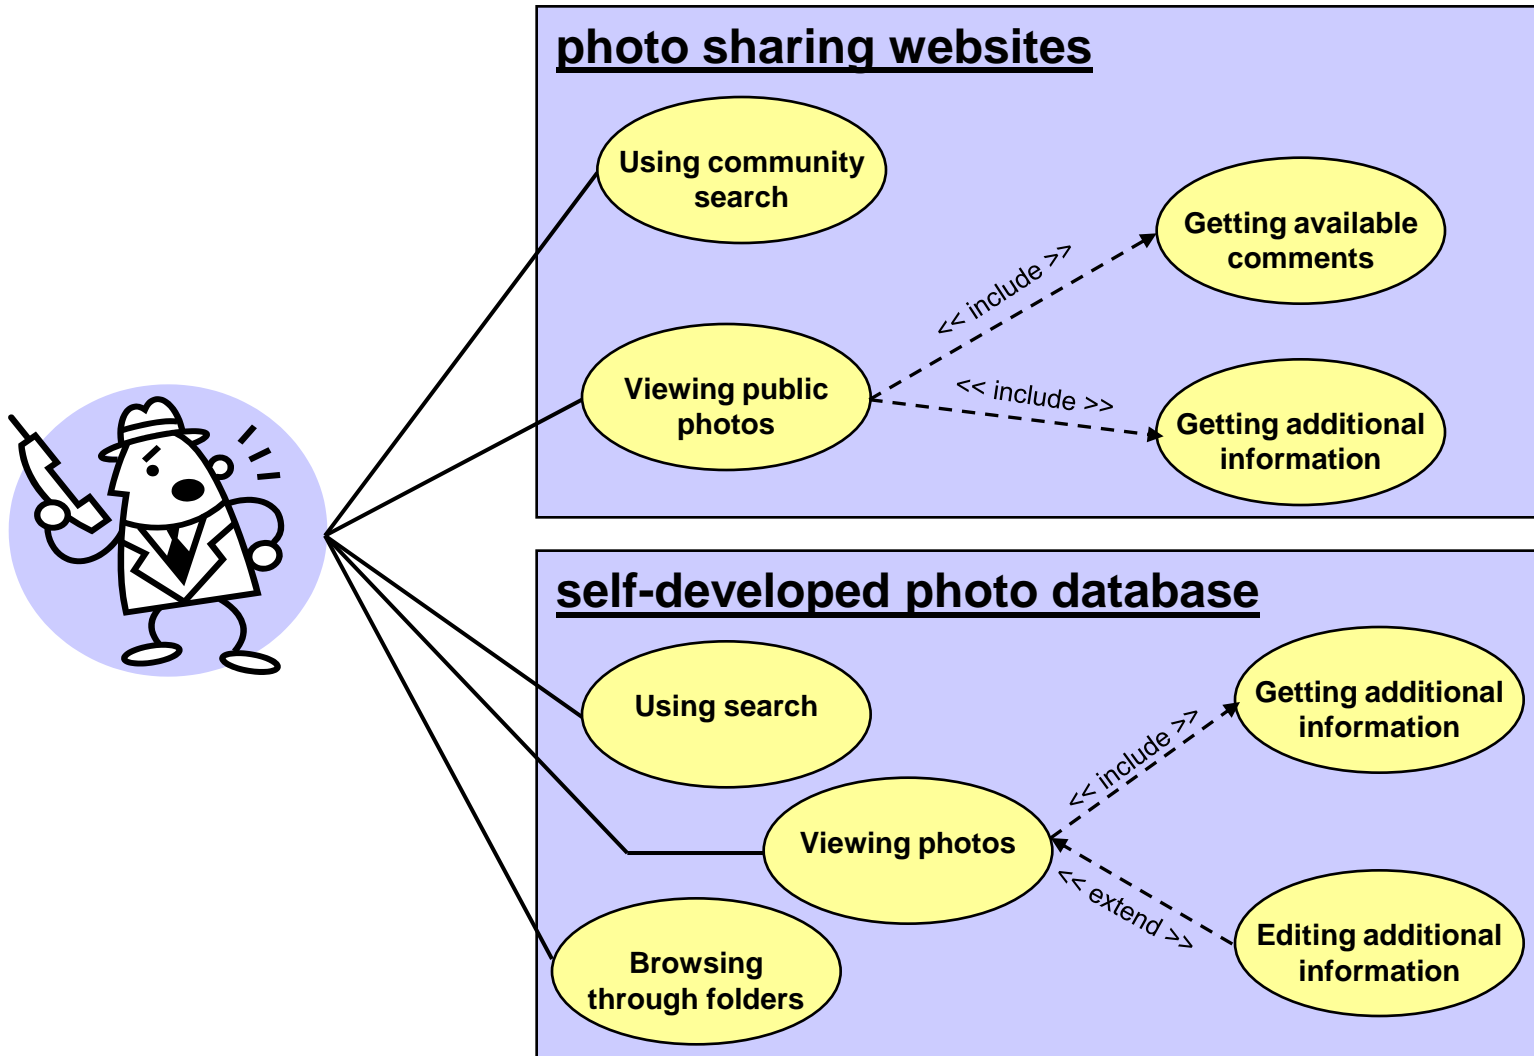 photo sharing websites
Using community
search
Getting available
comments
<< include >>
Viewing public
photos
<< include >>
Getting additional
information
self-developed photo database
Using search
Getting additional
information
<< include >>
Viewing photos
<< extend >>
Editing additional
information
Browsing
through folders